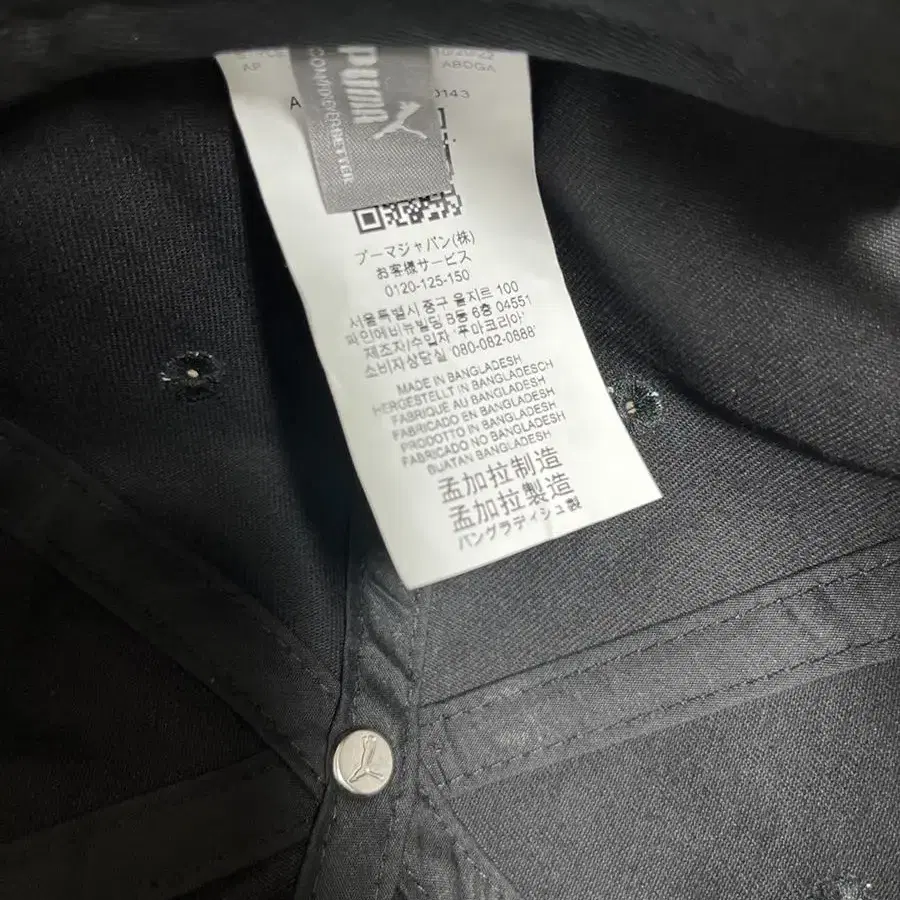 PUMA
AP
ABOGA
A
0143
ブーマジャパン(株)
お客様サービス
0120-125-150
서울특별시 중구 을지로 100
파인애비뉴빌딩 B동 6층 04551
제조자/수입자 '푸마코리아'
소비자상담실 080-082-0888'
MADE IN BANGLADESH
HERGESTELLT IN BANGLADESCH
FABRIQUE AU BANGLADESH
FABRICADO EN BANGLADESH
PRODOTTO IN BANGLADESH
FABRICADO NO BANGLADESH
BUATAN BANGLADESH
孟加拉制造
孟加拉製造
バングラディシュ製